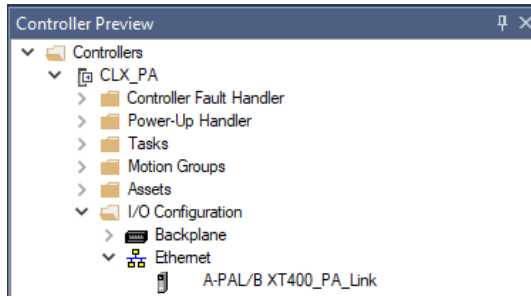 Controller Preview
Controllers
CLX_PA
Controller Fault Handler
Power-Up Handler
Tasks
Motion Groups
Assets
I/O Configuration
Backplane
Ethernet
A-PAL/B XT400_PA_Link